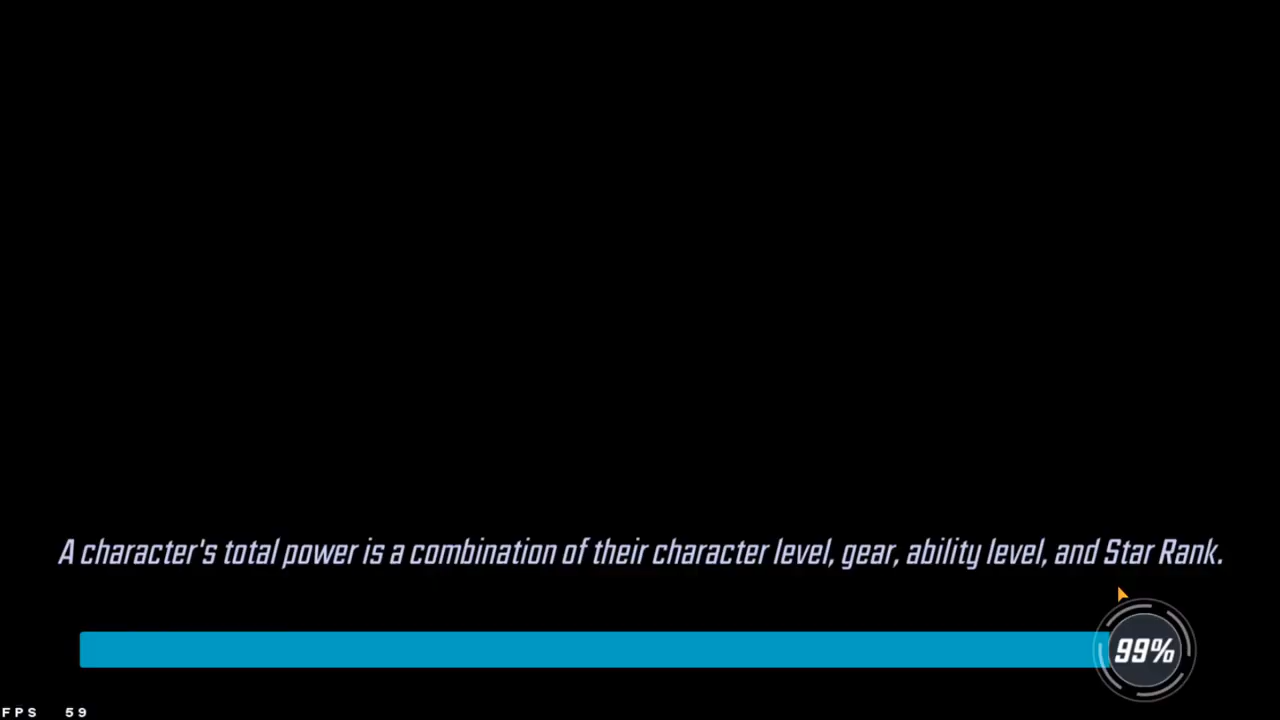 A character's total power is a combination of their character level, gear, ability level, and Star Rank.
99%
FPS 59